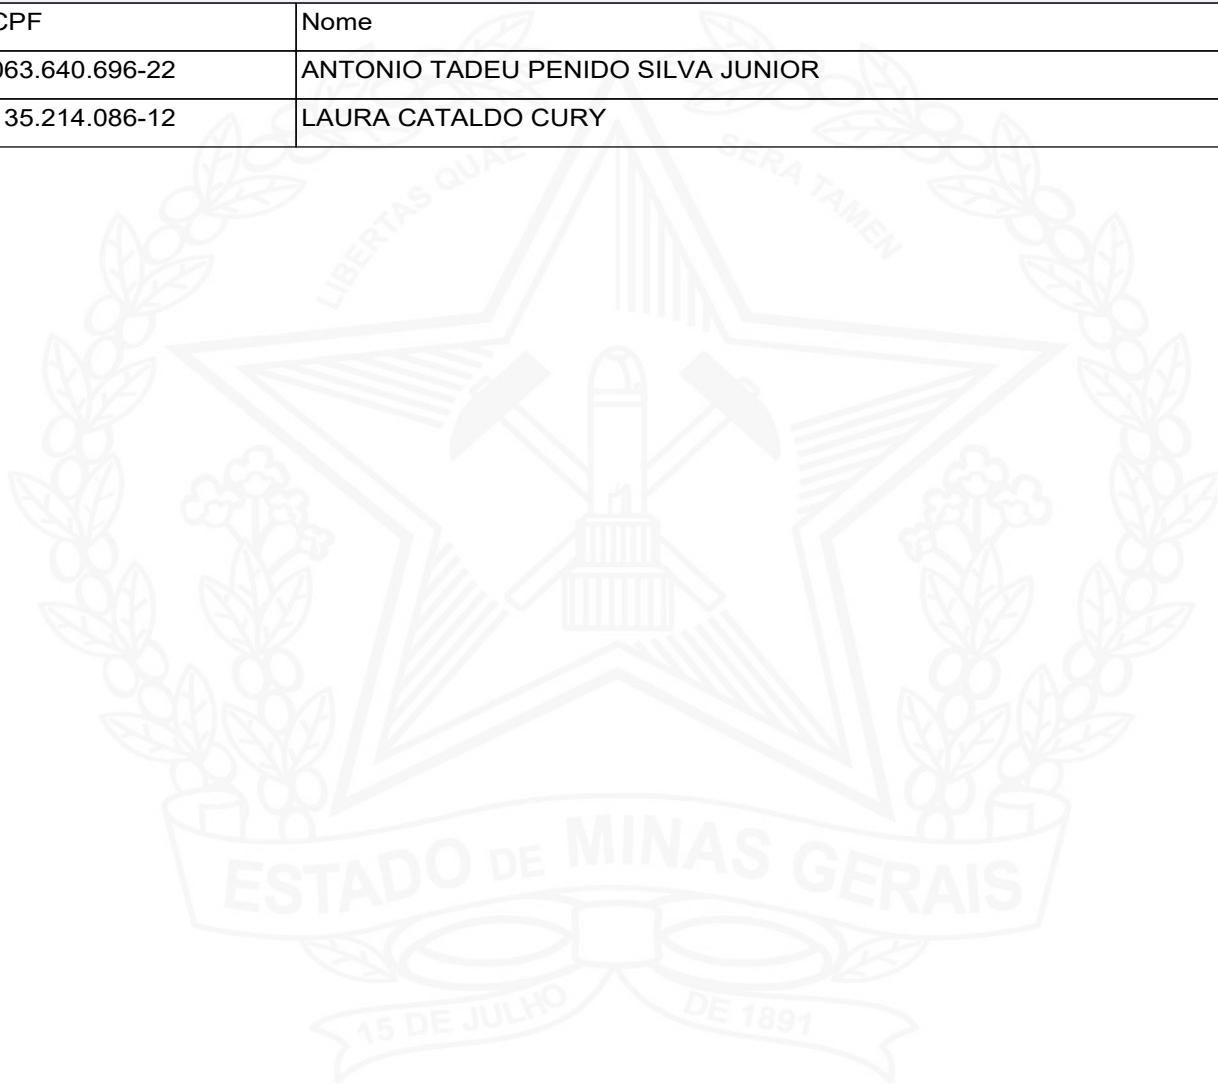 CPF Nome
063.640.696-22 ANTONIO TADEU PENIDO SILVA JUNIOR
35.214.086-12 LAURA CATALDO CURY
LIBERTAS QUAE SERA TAMEN
ESTADO DE MINAS GERAIS
15 DE JULHO DE 1891